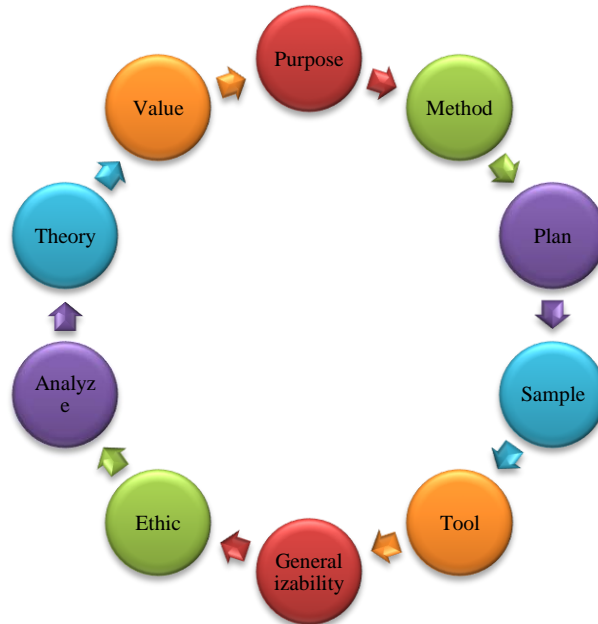 Purpose
Method
Plan
Sample
Tool
General
izability
Ethic
Analyz
e
Theory
Value